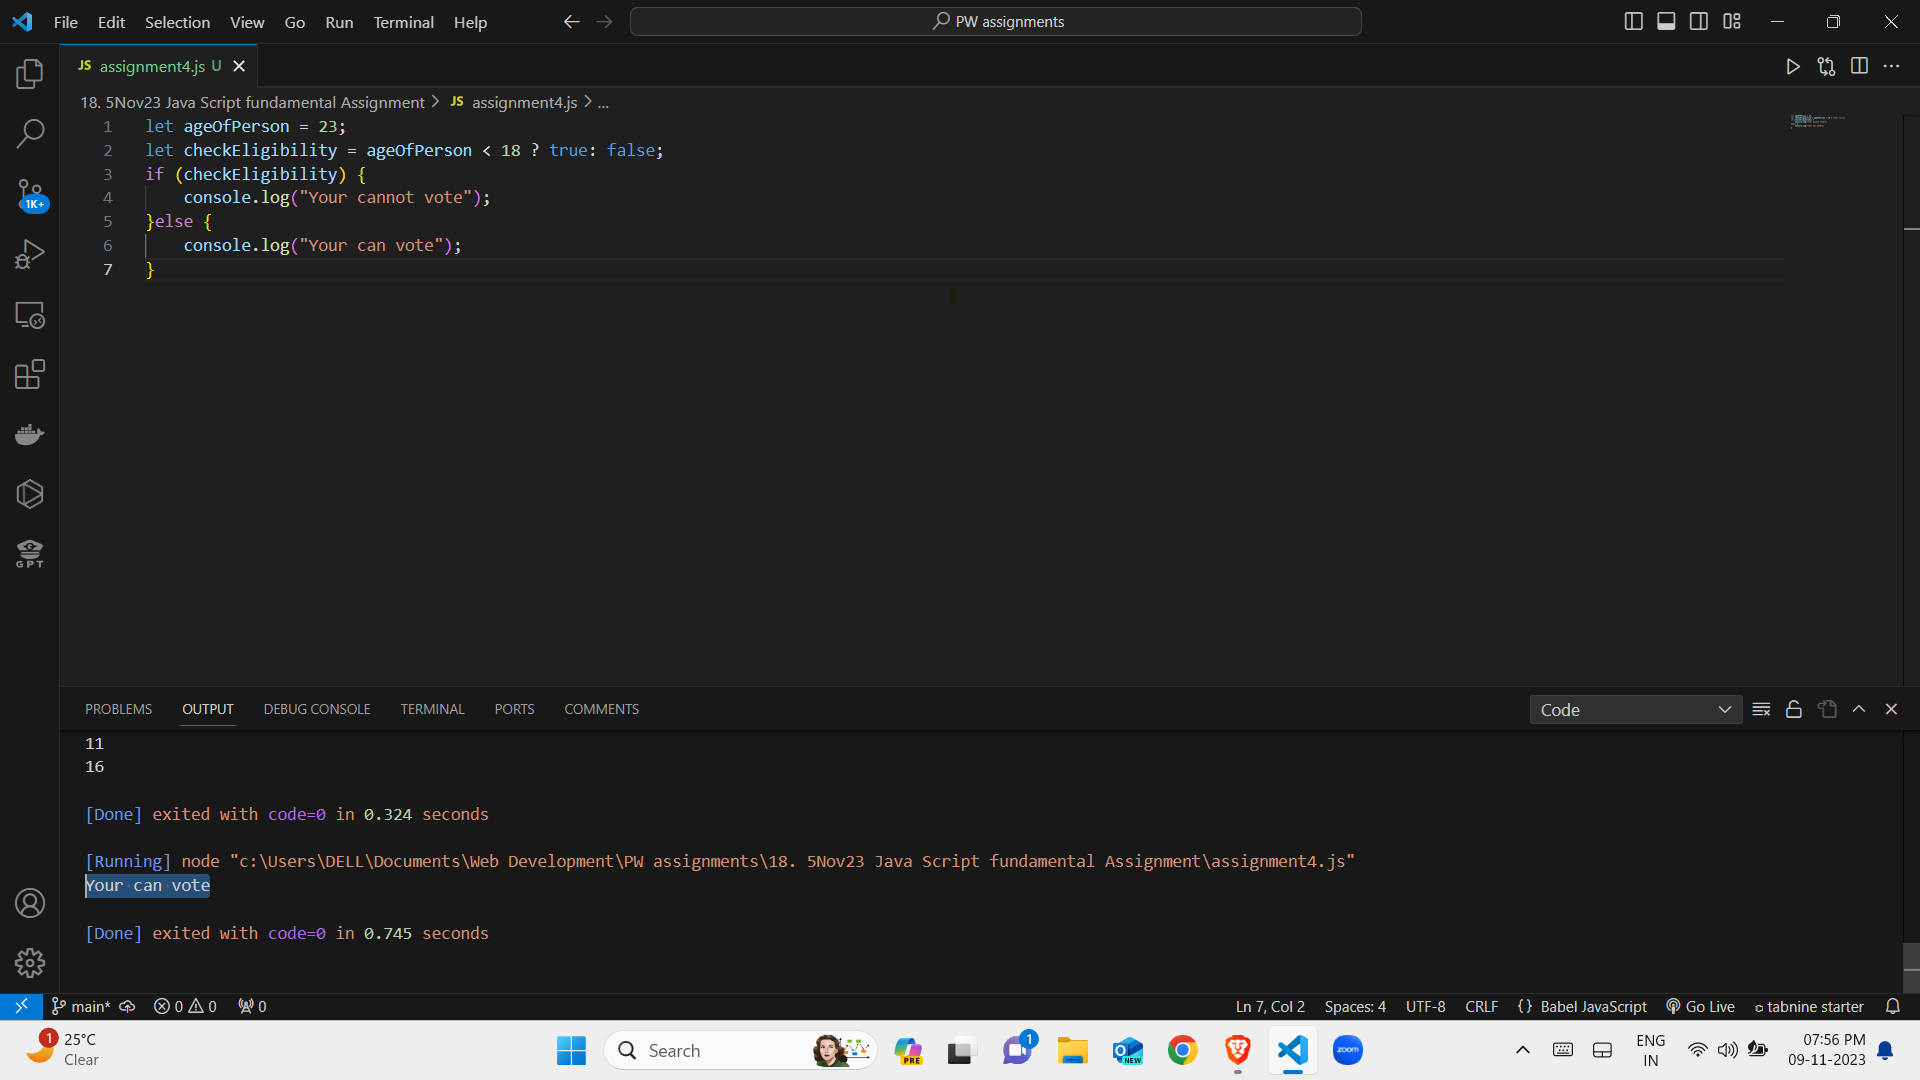 File Edit Selection View Go Run Terminal Help
PW assignments
JS assignment4.js U
18. 5Nov23 Java Script fundamental Assignment > JS assignment4.js > ...
1 let ageOfPerson = 23;
2 let checkEligibility = ageOfPerson < 18 ? true: false;
3 if (checkEligibility) {
4 console.log("Your cannot vote");
5 }else {
6 console.log("Your can vote");
7 }
1K+
GPT
PROBLEMS OUTPUT DEBUG CONSOLE TERMINAL PORTS COMMENTS
Code
11
16
[Done] exited with code=0 in 0.324 seconds
[Running] node "c:\Users\DELL\Documents\Web Development\PW assignments\18. 5Nov23 Java Script fundamental Assignment\assignment4.js"
Your can vote
[Done] exited with code=0 in 0.745 seconds
main* 0 0 0
Ln 7, Col 2 Spaces: 4 UTF-8 CRLF {} Babel JavaScript Go Live tabnine starter
1 25°C
Clear
Search
PRE
1
NEW
zoom
ENG
IN
07:56 PM
09-11-2023